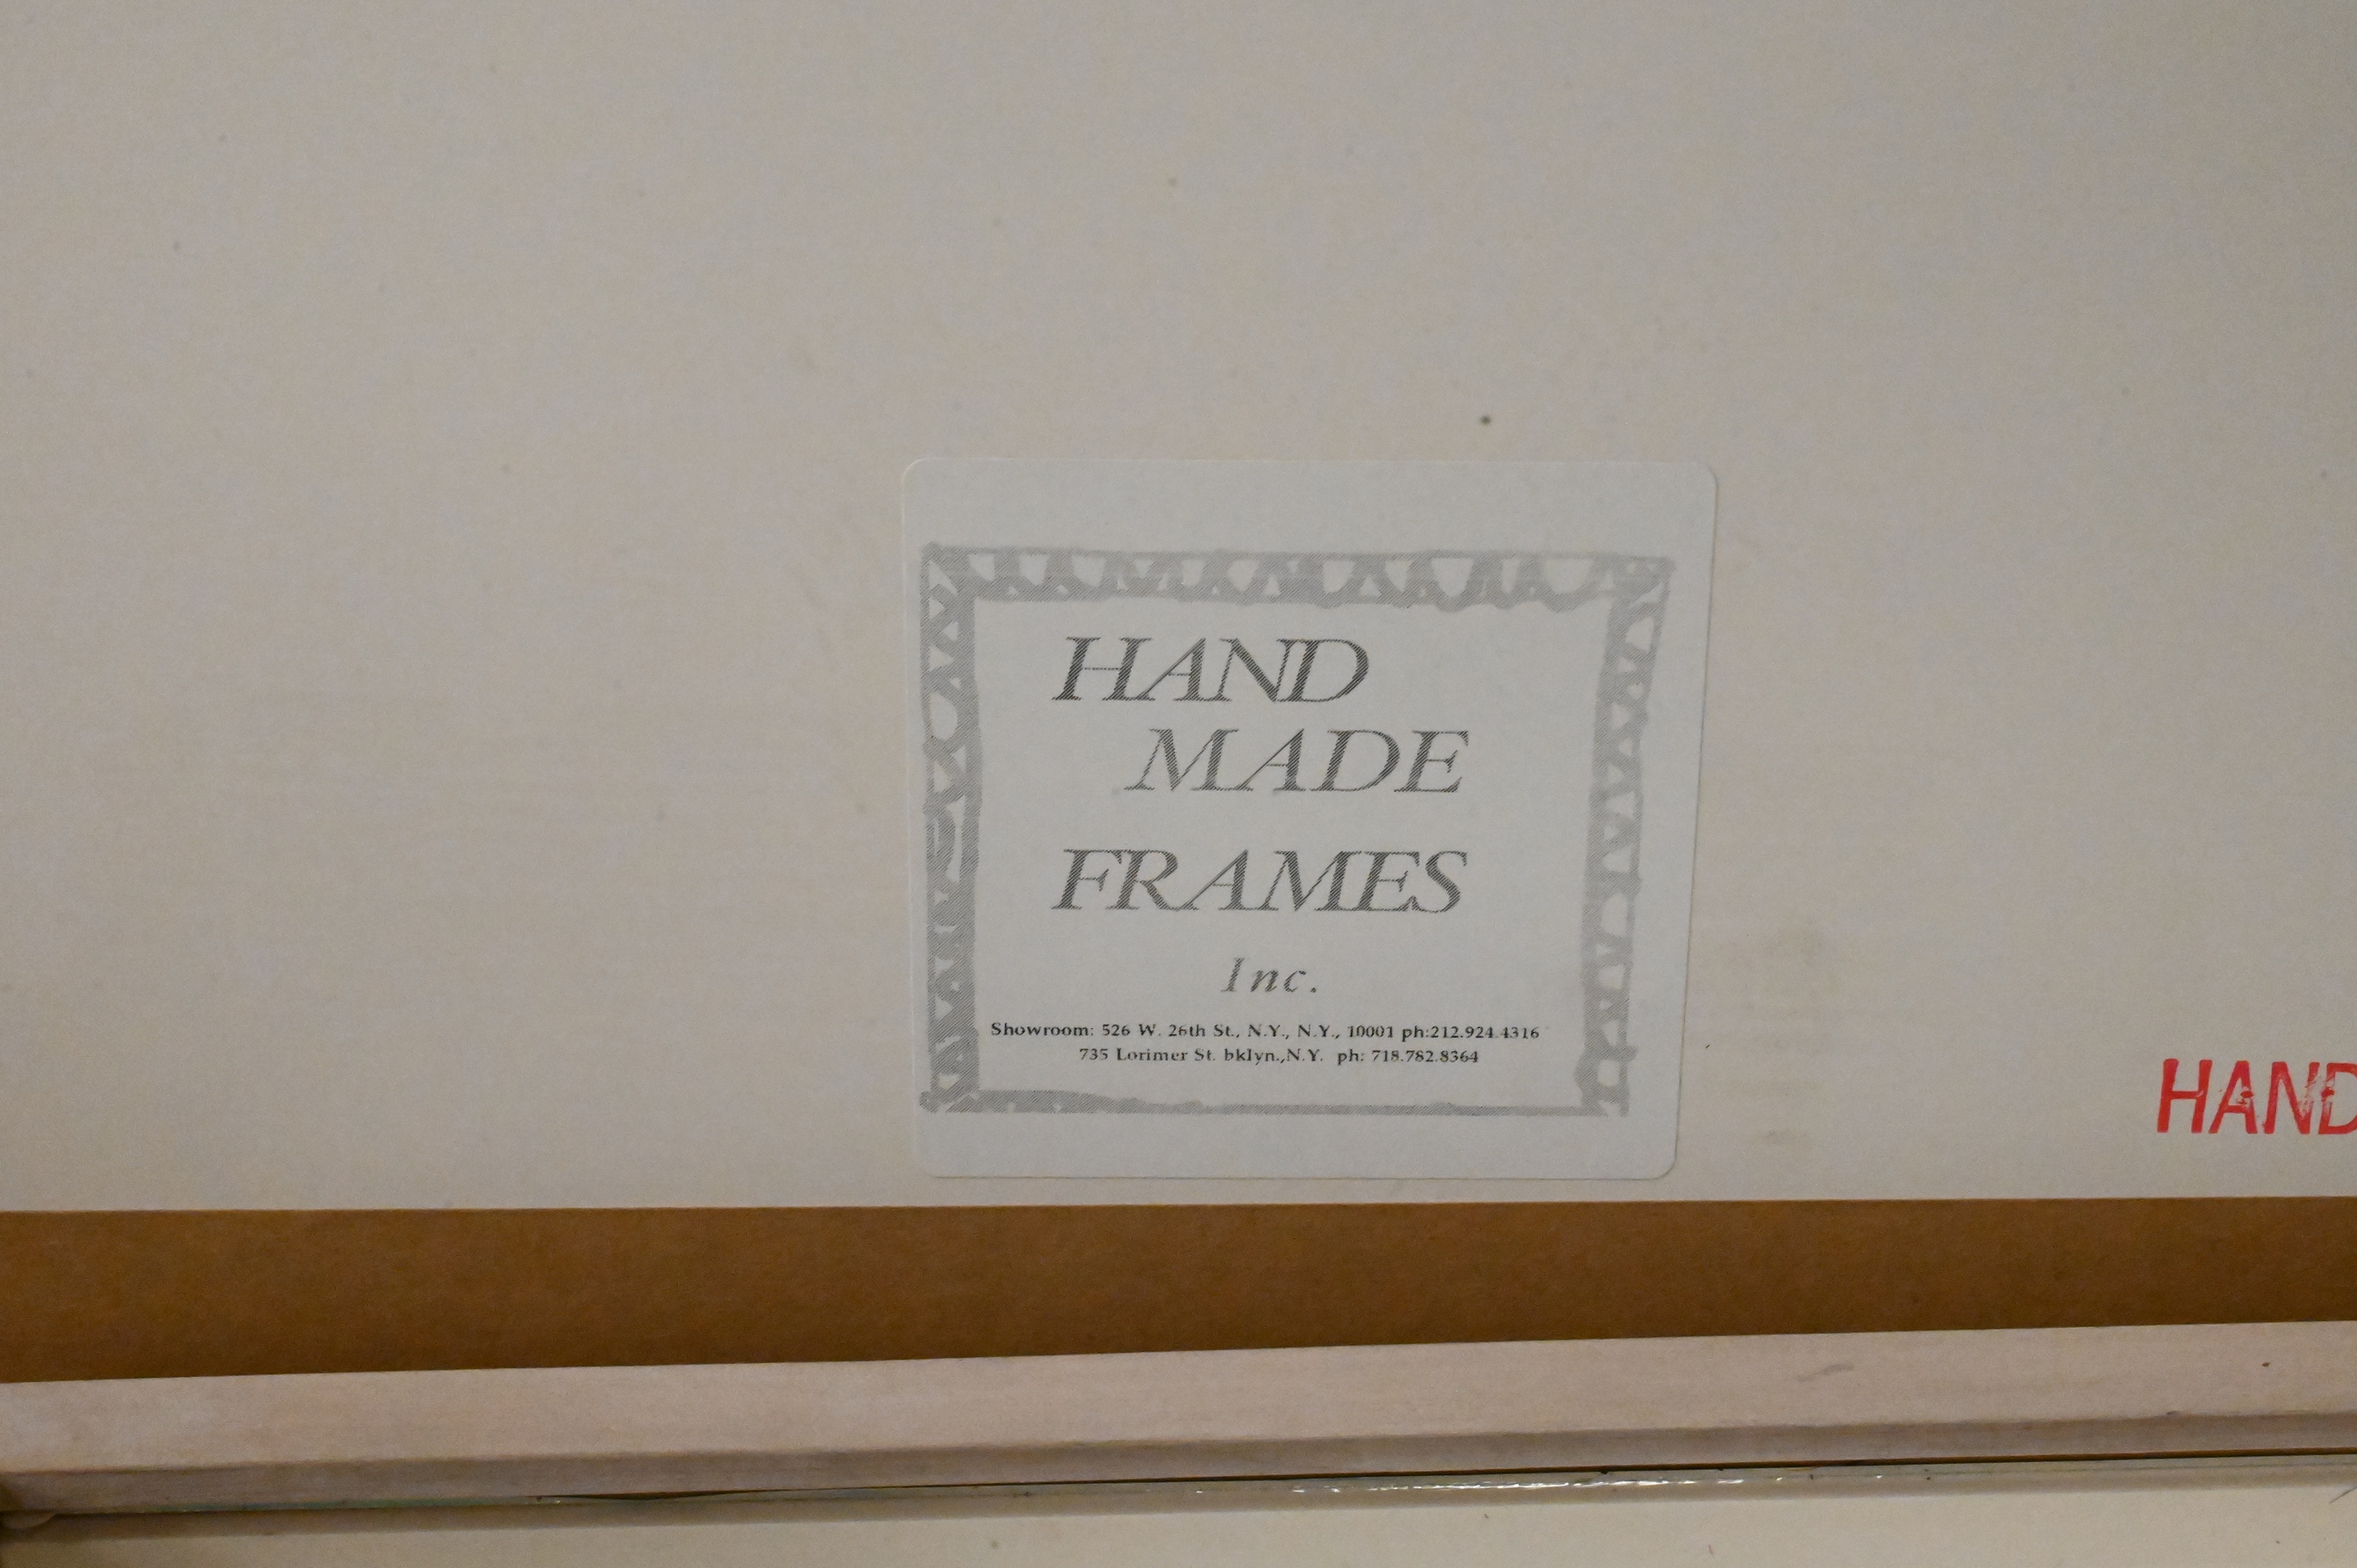 HAND
MADE
FRAMES
Inc.
Showroom: 526 W. 26th St., N.Y., N.Y., 10001 ph:212.924.4316
735 Lorimer St. bklyn.,N.Y. ph: 718.782.8364
HAND